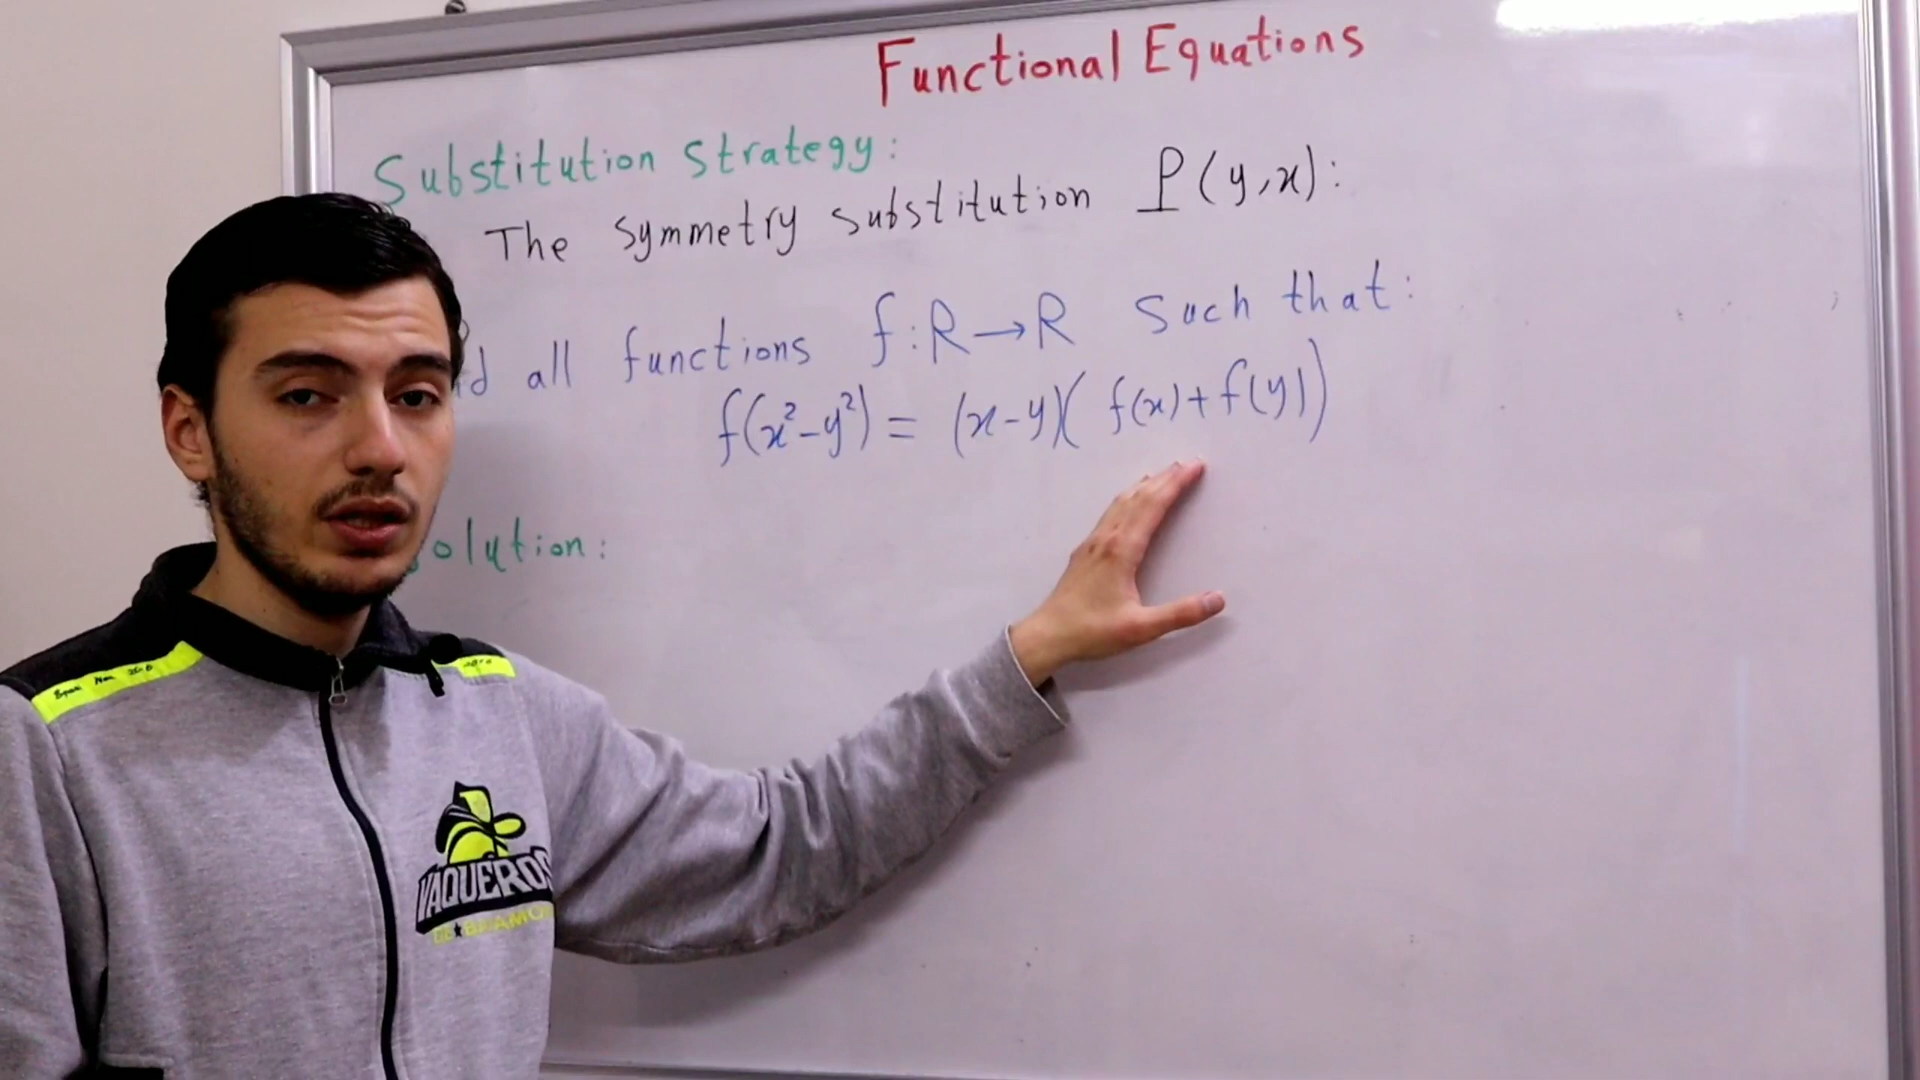 Functional Equations
Substitution Strategy:
The symmetry substitution P(y,x):
all functions f:R→R such that:
f(x²-y²) = (x-y)(f(x)+f(y))
olution:
VAQUEROS